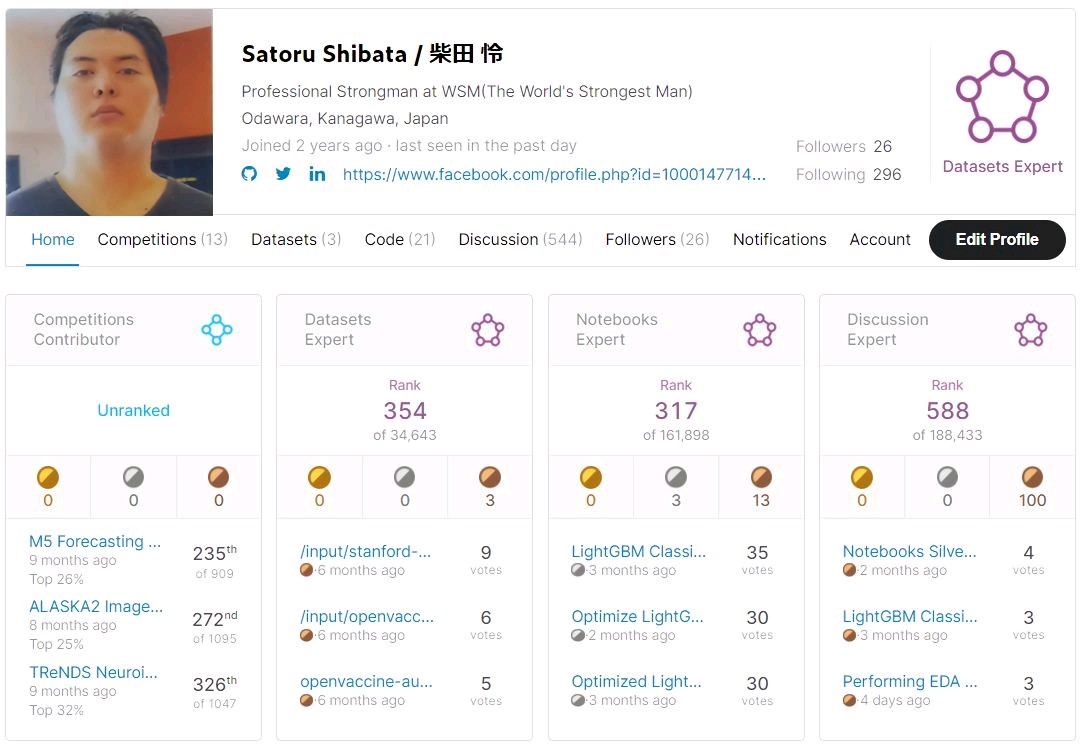 Satoru Shibata / 柴田 怜
Professional Strongman at WSM(The World's Strongest Man)
Odawara, Kanagawa, Japan
Joined 2 years ago · last seen in the past day
Followers 26
https://www.facebook.com/profile.php?id=1000147714...
Following 296
Datasets Expert
Home Competitions (13) Datasets (3) Code (21) Discussion (544) Followers (26) Notifications Account Edit Profile
Competitions
Contributor
Unranked
0 0 0
M5 Forecasting ...
9 months ago
Top 26%
235th
of 909
ALASKA2 Image...
8 months ago
Top 25%
272nd
of 1095
TReNDS Neuroi...
9 months ago
Top 32%
326th
of 1047
Datasets
Expert
Rank
354
of 34,643
0 0 3
/input/stanford-...
·6 months ago
9
votes
/input/openvacc...
·6 months ago
6
votes
openvaccine-au...
·6 months ago
5
votes
Notebooks
Expert
Rank
317
of 161,898
0 3 13
LightGBM Classi...
·3 months ago
35
votes
Optimize LightG...
·2 months ago
30
votes
Optimized Light...
·3 months ago
30
votes
Discussion
Expert
Rank
588
of 188,433
0 0 100
Notebooks Silve...
·2 months ago
4
votes
LightGBM Classi...
·3 months ago
3
votes
Performing EDA ...
·4 days ago
3
votes